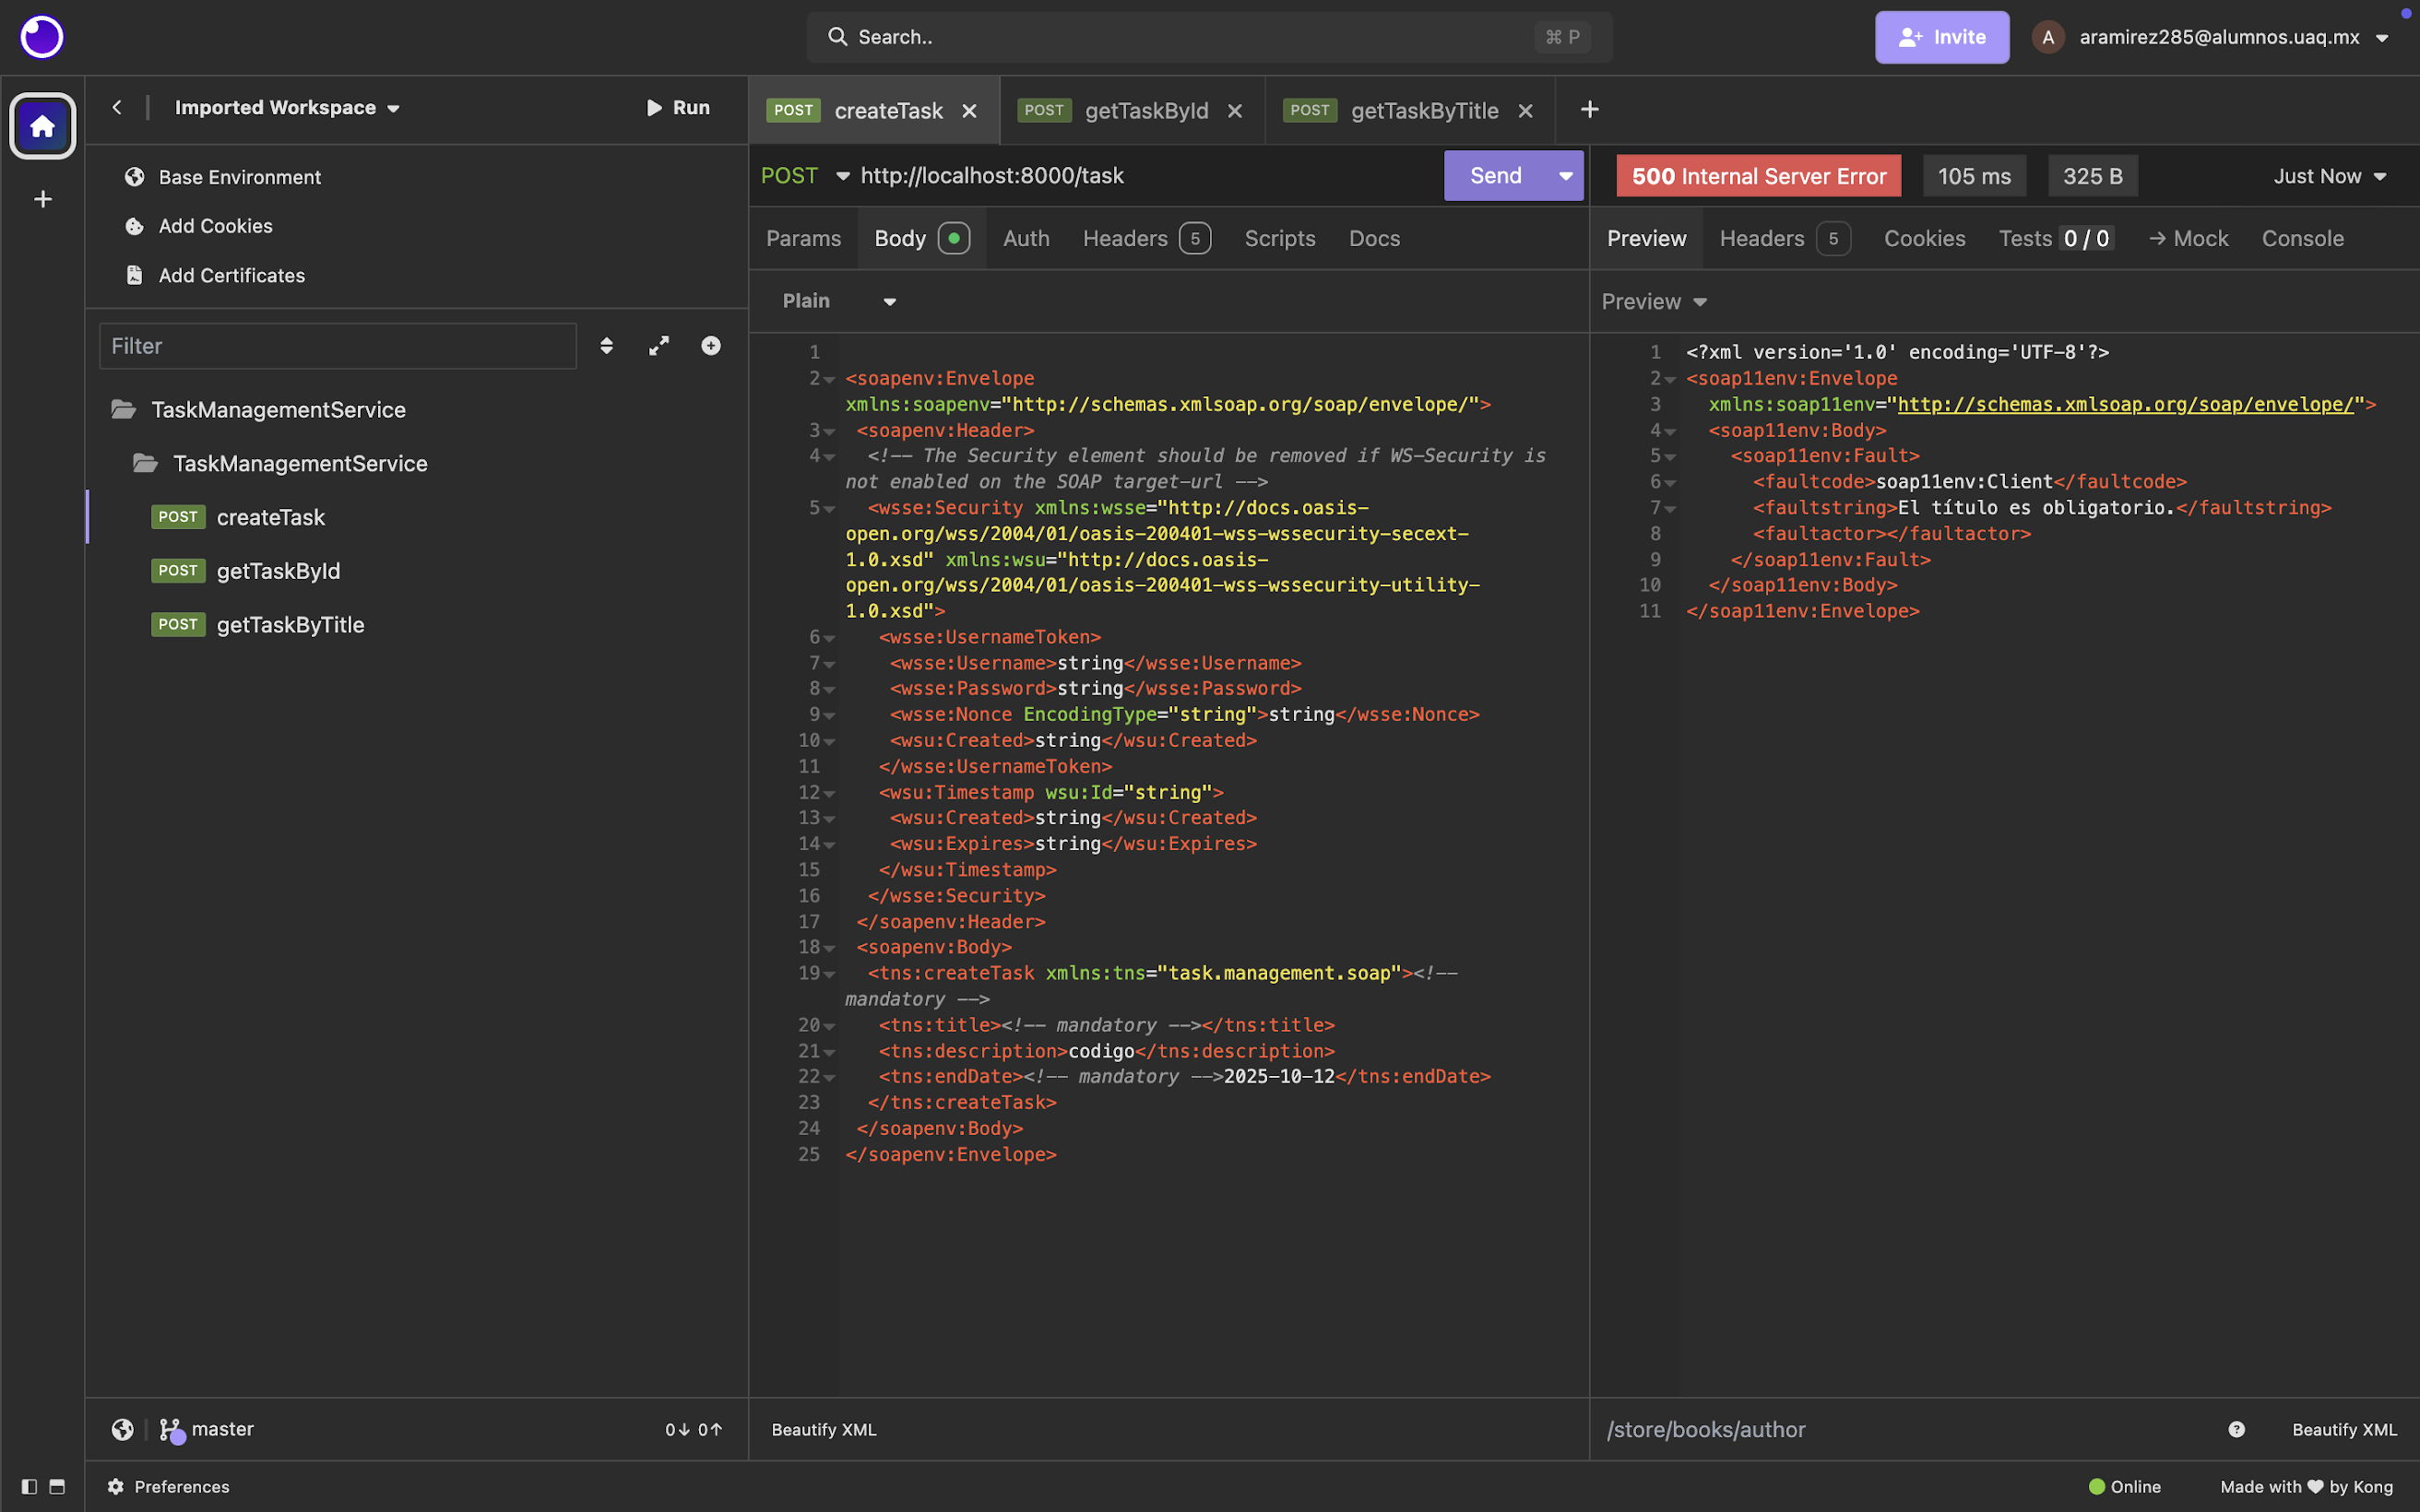 Search..
⌘ P
Invite
A
aramirez285@alumnos.uaq.mx
Imported Workspace
Run
Base Environment
Add Cookies
Add Certificates
Filter
TaskManagementService
TaskManagementService
POST createTask
POST getTaskById
POST getTaskByTitle
master
0↓ 0↑
Preferences
POST createTask
POST getTaskById
POST getTaskByTitle
POST http://localhost:8000/task
Send
Params Body Auth Headers 5 Scripts Docs
Plain
1
2 <soapenv:Envelope
xmlns:soapenv="http://schemas.xmlsoap.org/soap/envelope/">
3 <soapenv:Header>
4 <!-- The Security element should be removed if WS-Security is
not enabled on the SOAP target-url -->
5 <wsse:Security xmlns:wsse="http://docs.oasis-
open.org/wss/2004/01/oasis-200401-wss-wssecurity-secext-
1.0.xsd" xmlns:wsu="http://docs.oasis-
open.org/wss/2004/01/oasis-200401-wss-wssecurity-utility-
1.0.xsd">
6 <wsse:UsernameToken>
7 <wsse:Username>string</wsse:Username>
8 <wsse:Password>string</wsse:Password>
9 <wsse:Nonce EncodingType="string">string</wsse:Nonce>
10 <wsu:Created>string</wsu:Created>
11 </wsse:UsernameToken>
12 <wsu:Timestamp wsu:Id="string">
13 <wsu:Created>string</wsu:Created>
14 <wsu:Expires>string</wsu:Expires>
15 </wsu:Timestamp>
16 </wsse:Security>
17 </soapenv:Header>
18 <soapenv:Body>
19 <tns:createTask xmlns:tns="task.management.soap"><!--
mandatory -->
20 <tns:title><!-- mandatory --></tns:title>
21 <tns:description>codigo</tns:description>
22 <tns:endDate><!-- mandatory -->2025-10-12</tns:endDate>
23 </tns:createTask>
24 </soapenv:Body>
25 </soapenv:Envelope>
Beautify XML
500 Internal Server Error
105 ms
325 B
Just Now
Preview Headers 5 Cookies Tests 0 / 0 → Mock Console
Preview
1 <?xml version='1.0' encoding='UTF-8'?>
2 <soap11env:Envelope
3 xmlns:soap11env="http://schemas.xmlsoap.org/soap/envelope/">
4 <soap11env:Body>
5 <soap11env:Fault>
6 <faultcode>soap11env:Client</faultcode>
7 <faultstring>El título es obligatorio.</faultstring>
8 <faultactor></faultactor>
9 </soap11env:Fault>
10 </soap11env:Body>
11 </soap11env:Envelope>
/store/books/author
Beautify XML
Online
Made with ❤ by Kong